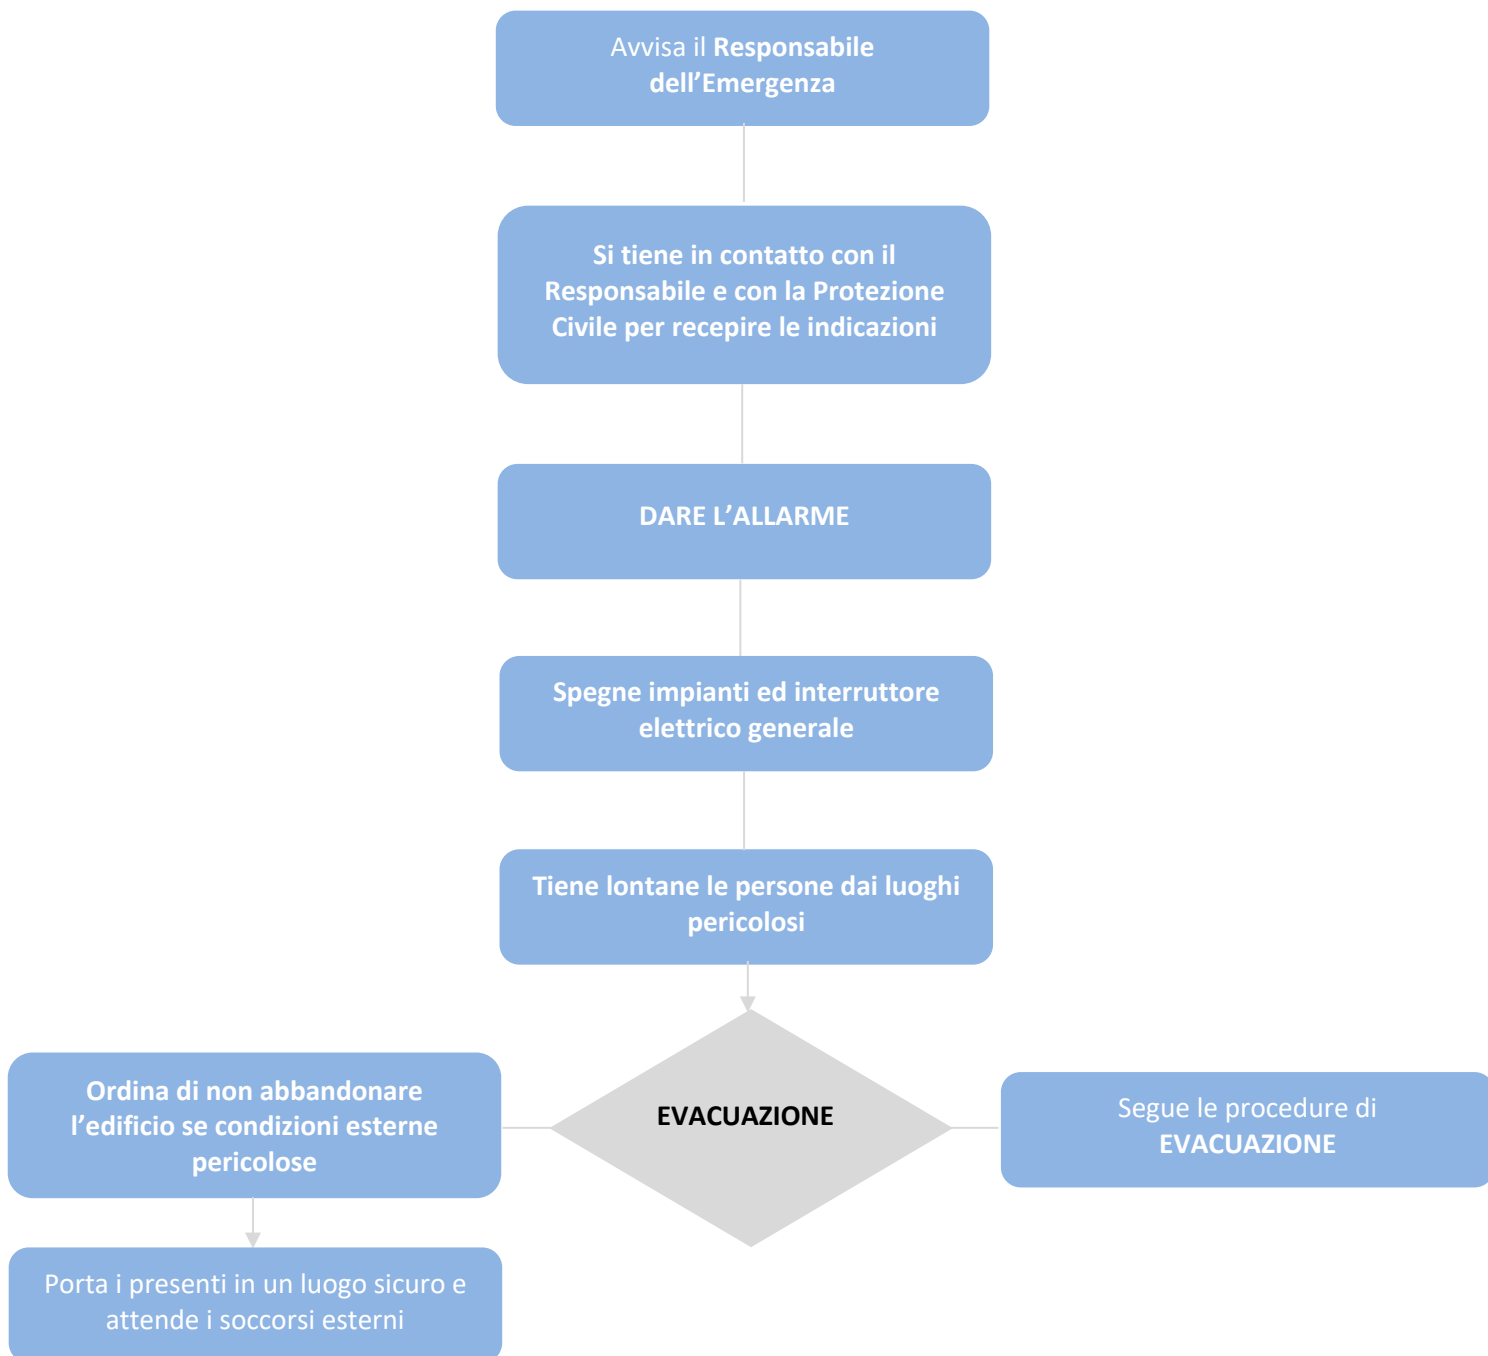 Avvisa il Responsabile
dell’Emergenza
Si tiene in contatto con il
Responsabile e con la Protezione
Civile per recepire le indicazioni
DARE L’ALLARME
Spegne impianti ed interruttore
elettrico generale
Tiene lontane le persone dai luoghi
pericolosi
Ordina di non abbandonare
l’edificio se condizioni esterne
pericolose
EVACUAZIONE
Segue le procedure di
EVACUAZIONE
Porta i presenti in un luogo sicuro e
attende i soccorsi esterni